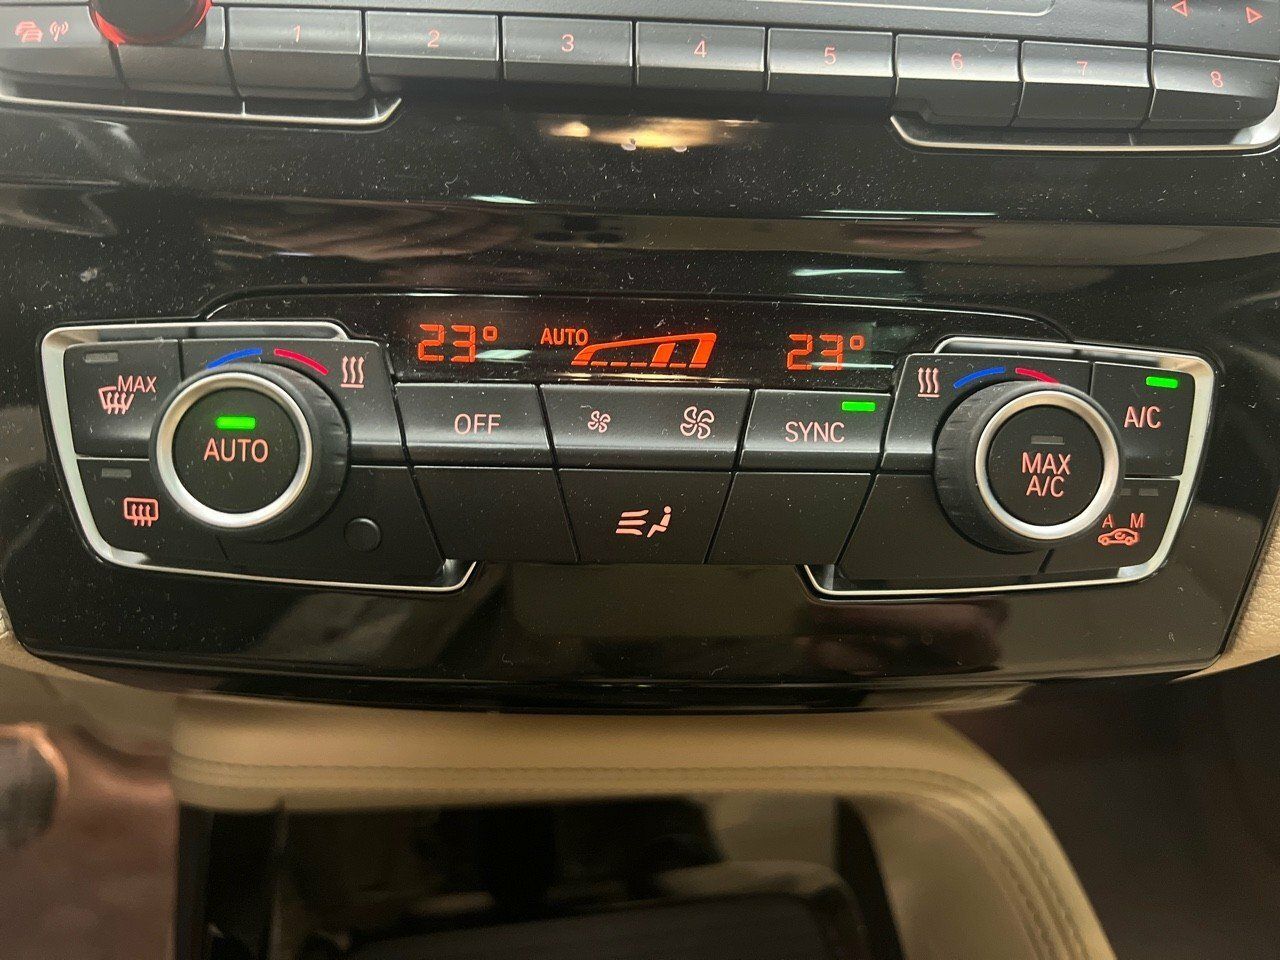 1 2 3 4 5 6 7 8
23° AUTO 23°
MAX
AUTO
OFF
SYNC
MAX
A/C
A/C
A M